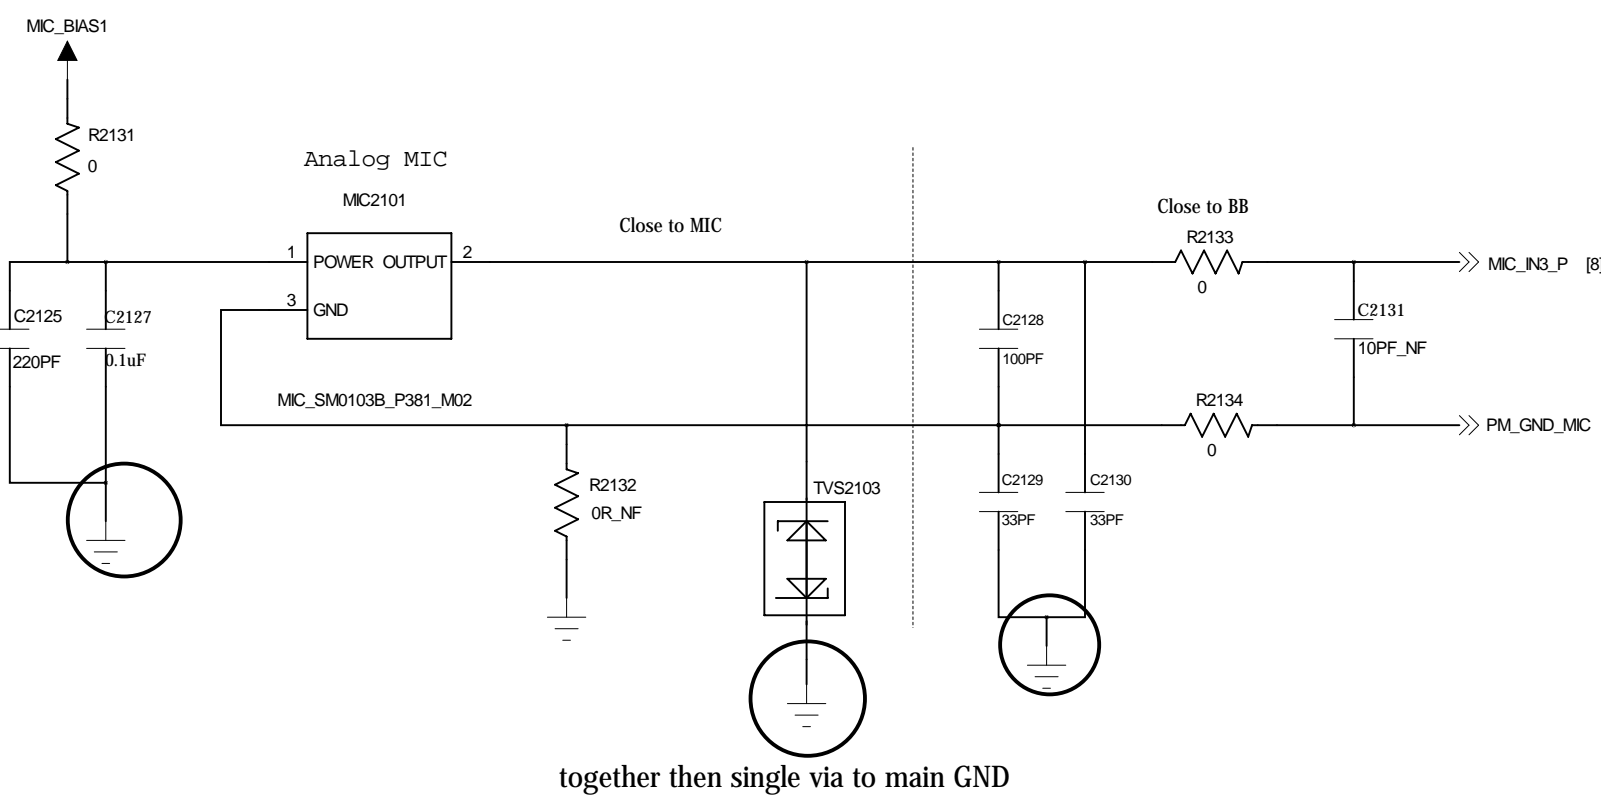 MIC_BIAS1
R2131
0
Analog MIC
MIC2101
Close to MIC
Close to BB
R2133
0
1
POWER OUTPUT
2
3
GND
MIC_IN3_P [8]
C2125
220PF
C2127
0.1uF
C2128
100PF
C2131
10PF_NF
MIC_SM0103B_P381_M02
R2134
0
PM_GND_MIC
R2132
0R_NF
TVS2103
C2129
33PF
C2130
33PF
together then single via to main GND